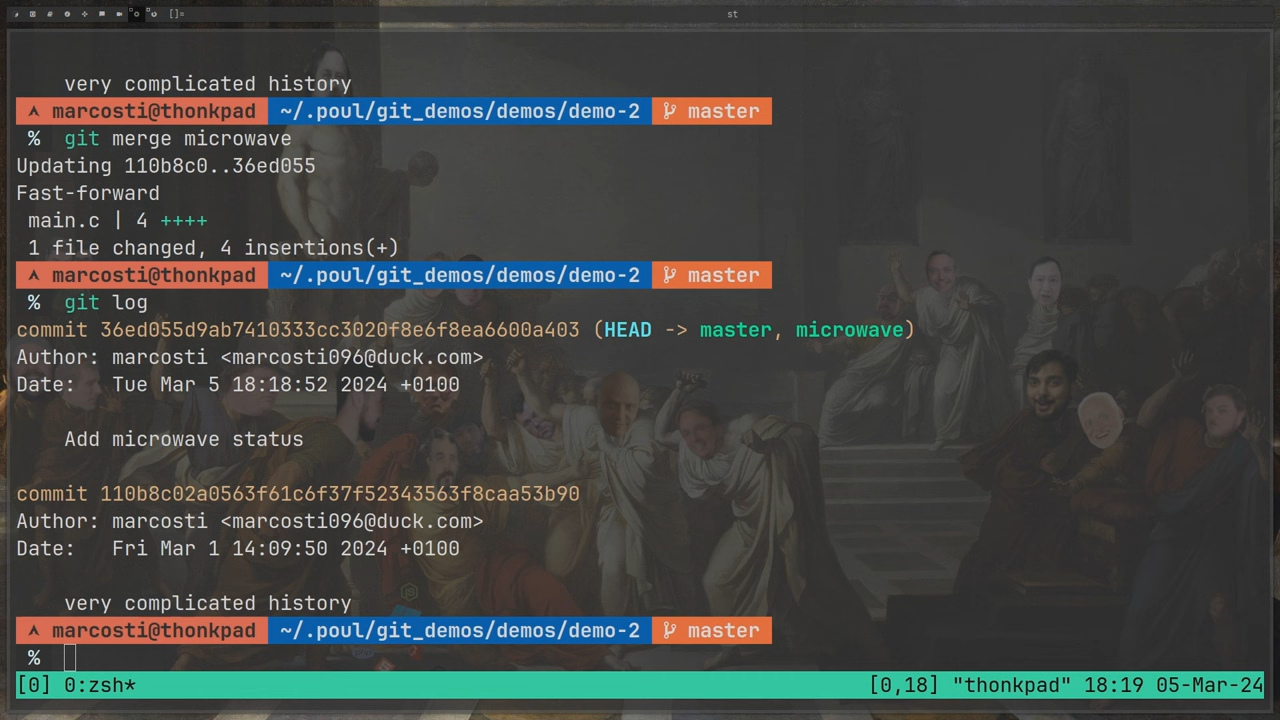 []= st
very complicated history
marcosti@thonkpad ~/.poul/git_demos/demos/demo-2 master
% git merge microwave
Updating 110b8c0..36ed055
Fast-forward
main.c | 4 ++++
1 file changed, 4 insertions(+)
marcosti@thonkpad ~/.poul/git_demos/demos/demo-2 master
% git log
commit 36ed055d9ab7410333cc3020f8e6f8ea6600a403 (HEAD -> master, microwave)
Author: marcosti <marcosti096@duck.com>
Date: Tue Mar 5 18:18:52 2024 +0100
Add microwave status
commit 110b8c02a0563f61c6f37f52343563f8caa53b90
Author: marcosti <marcosti096@duck.com>
Date: Fri Mar 1 14:09:50 2024 +0100
very complicated history
marcosti@thonkpad ~/.poul/git_demos/demos/demo-2 master
%
[0] 0:zsh* [0,18] "thonkpad" 18:19 05-Mar-24